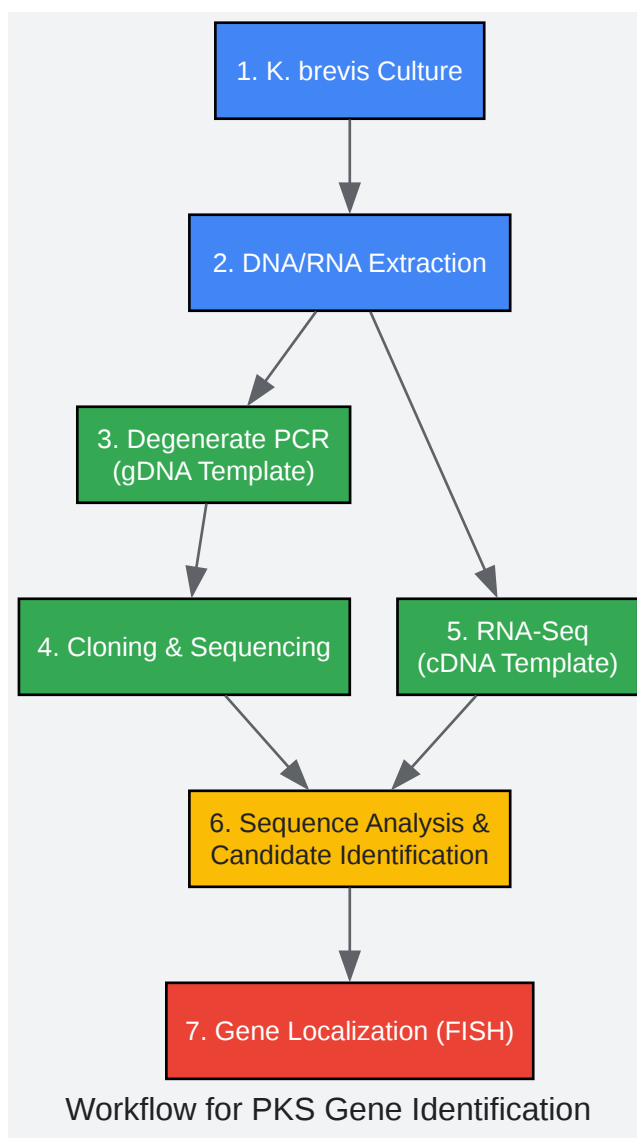 1. K. brevis Culture
2. DNA/RNA Extraction
3. Degenerate PCR
(gDNA Template)
4. Cloning & Sequencing
5. RNA-Seq
(cDNA Template)
6. Sequence Analysis &
Candidate Identification
7. Gene Localization (FISH)
Workflow for PKS Gene Identification